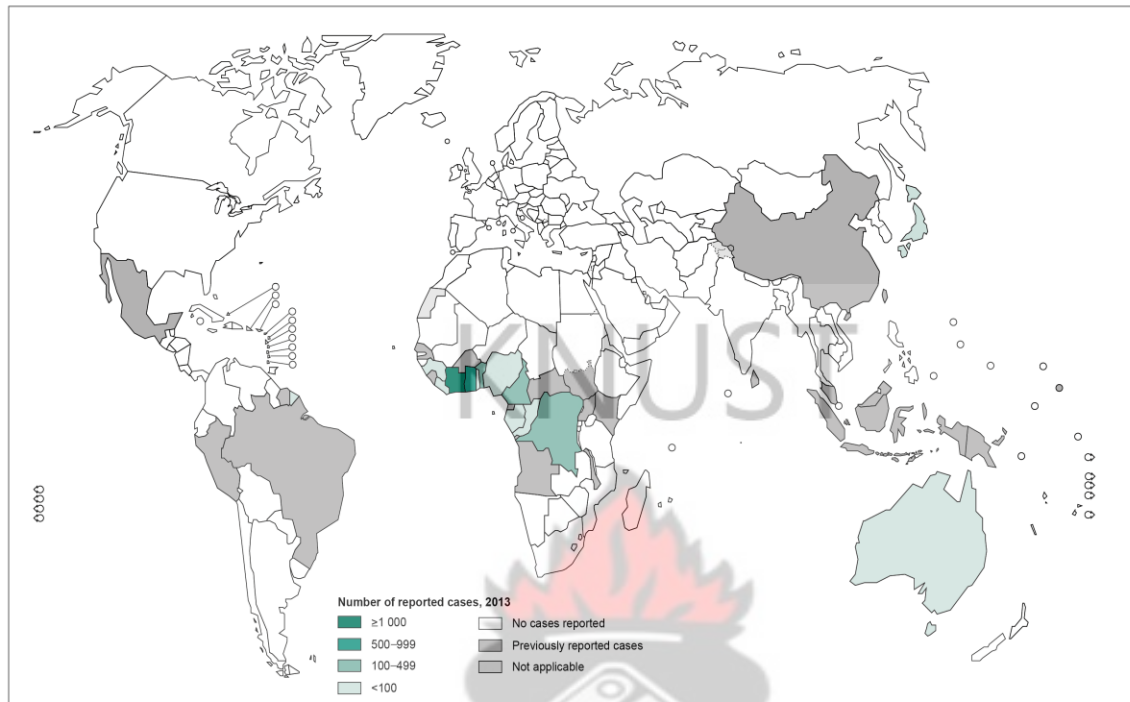 KNUST
Number of reported cases, 2013
≥1 000
500–999
100–499
<100
No cases reported
Previously reported cases
Not applicable